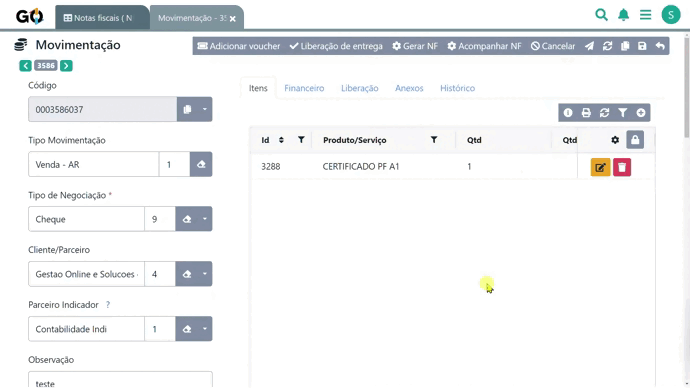 GO
Notas fiscais ( N
Movimentação - 35
S
Movimentação
Adicionar voucher
Liberação de entrega
Gerar NF
Acompanhar NF
Cancelar
3586
Código
0003586037
Tipo Movimentação
Venda - AR
1
Tipo de Negociação *
Cheque
9
Cliente/Parceiro
Gestao Online e Solucoes
4
Parceiro Indicador ?
Contabilidade Indi
1
Observação
teste
Itens
Financeiro
Liberação
Anexos
Histórico
Id
Produto/Serviço
Qtd
Qtd
3288
CERTIFICADO PF A1
1